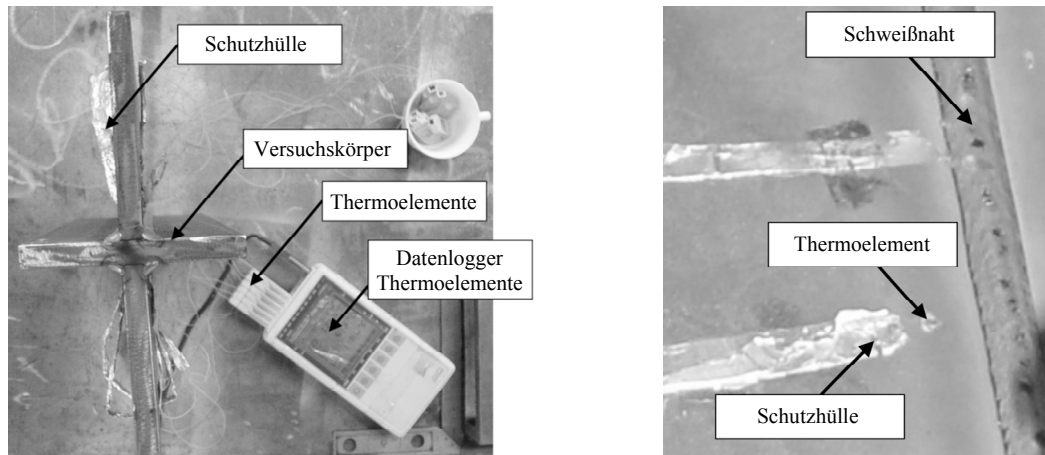 Schutzhülle
Versuchskörper
Thermoelemente
Datenlogger
Thermoelemente
Schweißnaht
Thermoelement
Schutzhülle